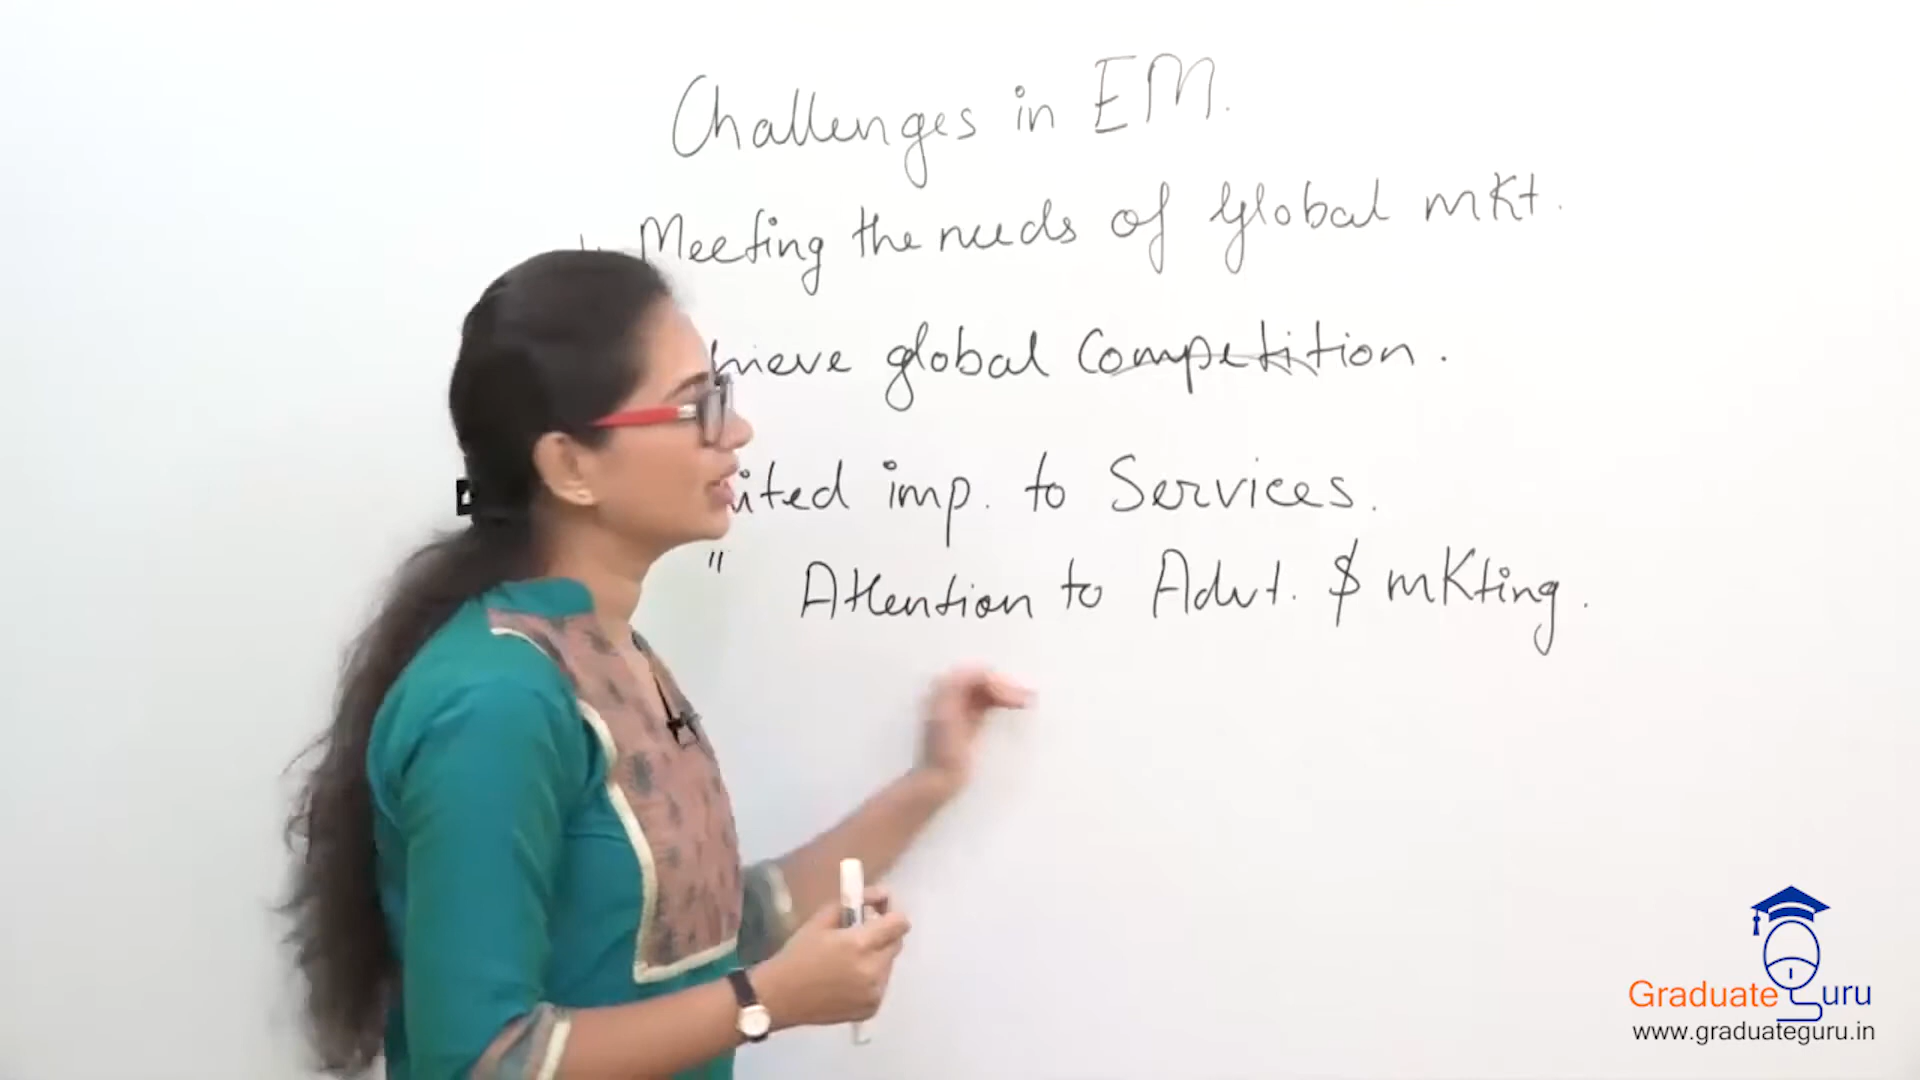 Challenges in EM.
Meeting the needs of global mkt.
global Competition.
imp. to Services.
" Attention to Advt. & mKting.
Graduate Guru
www.graduateguru.in